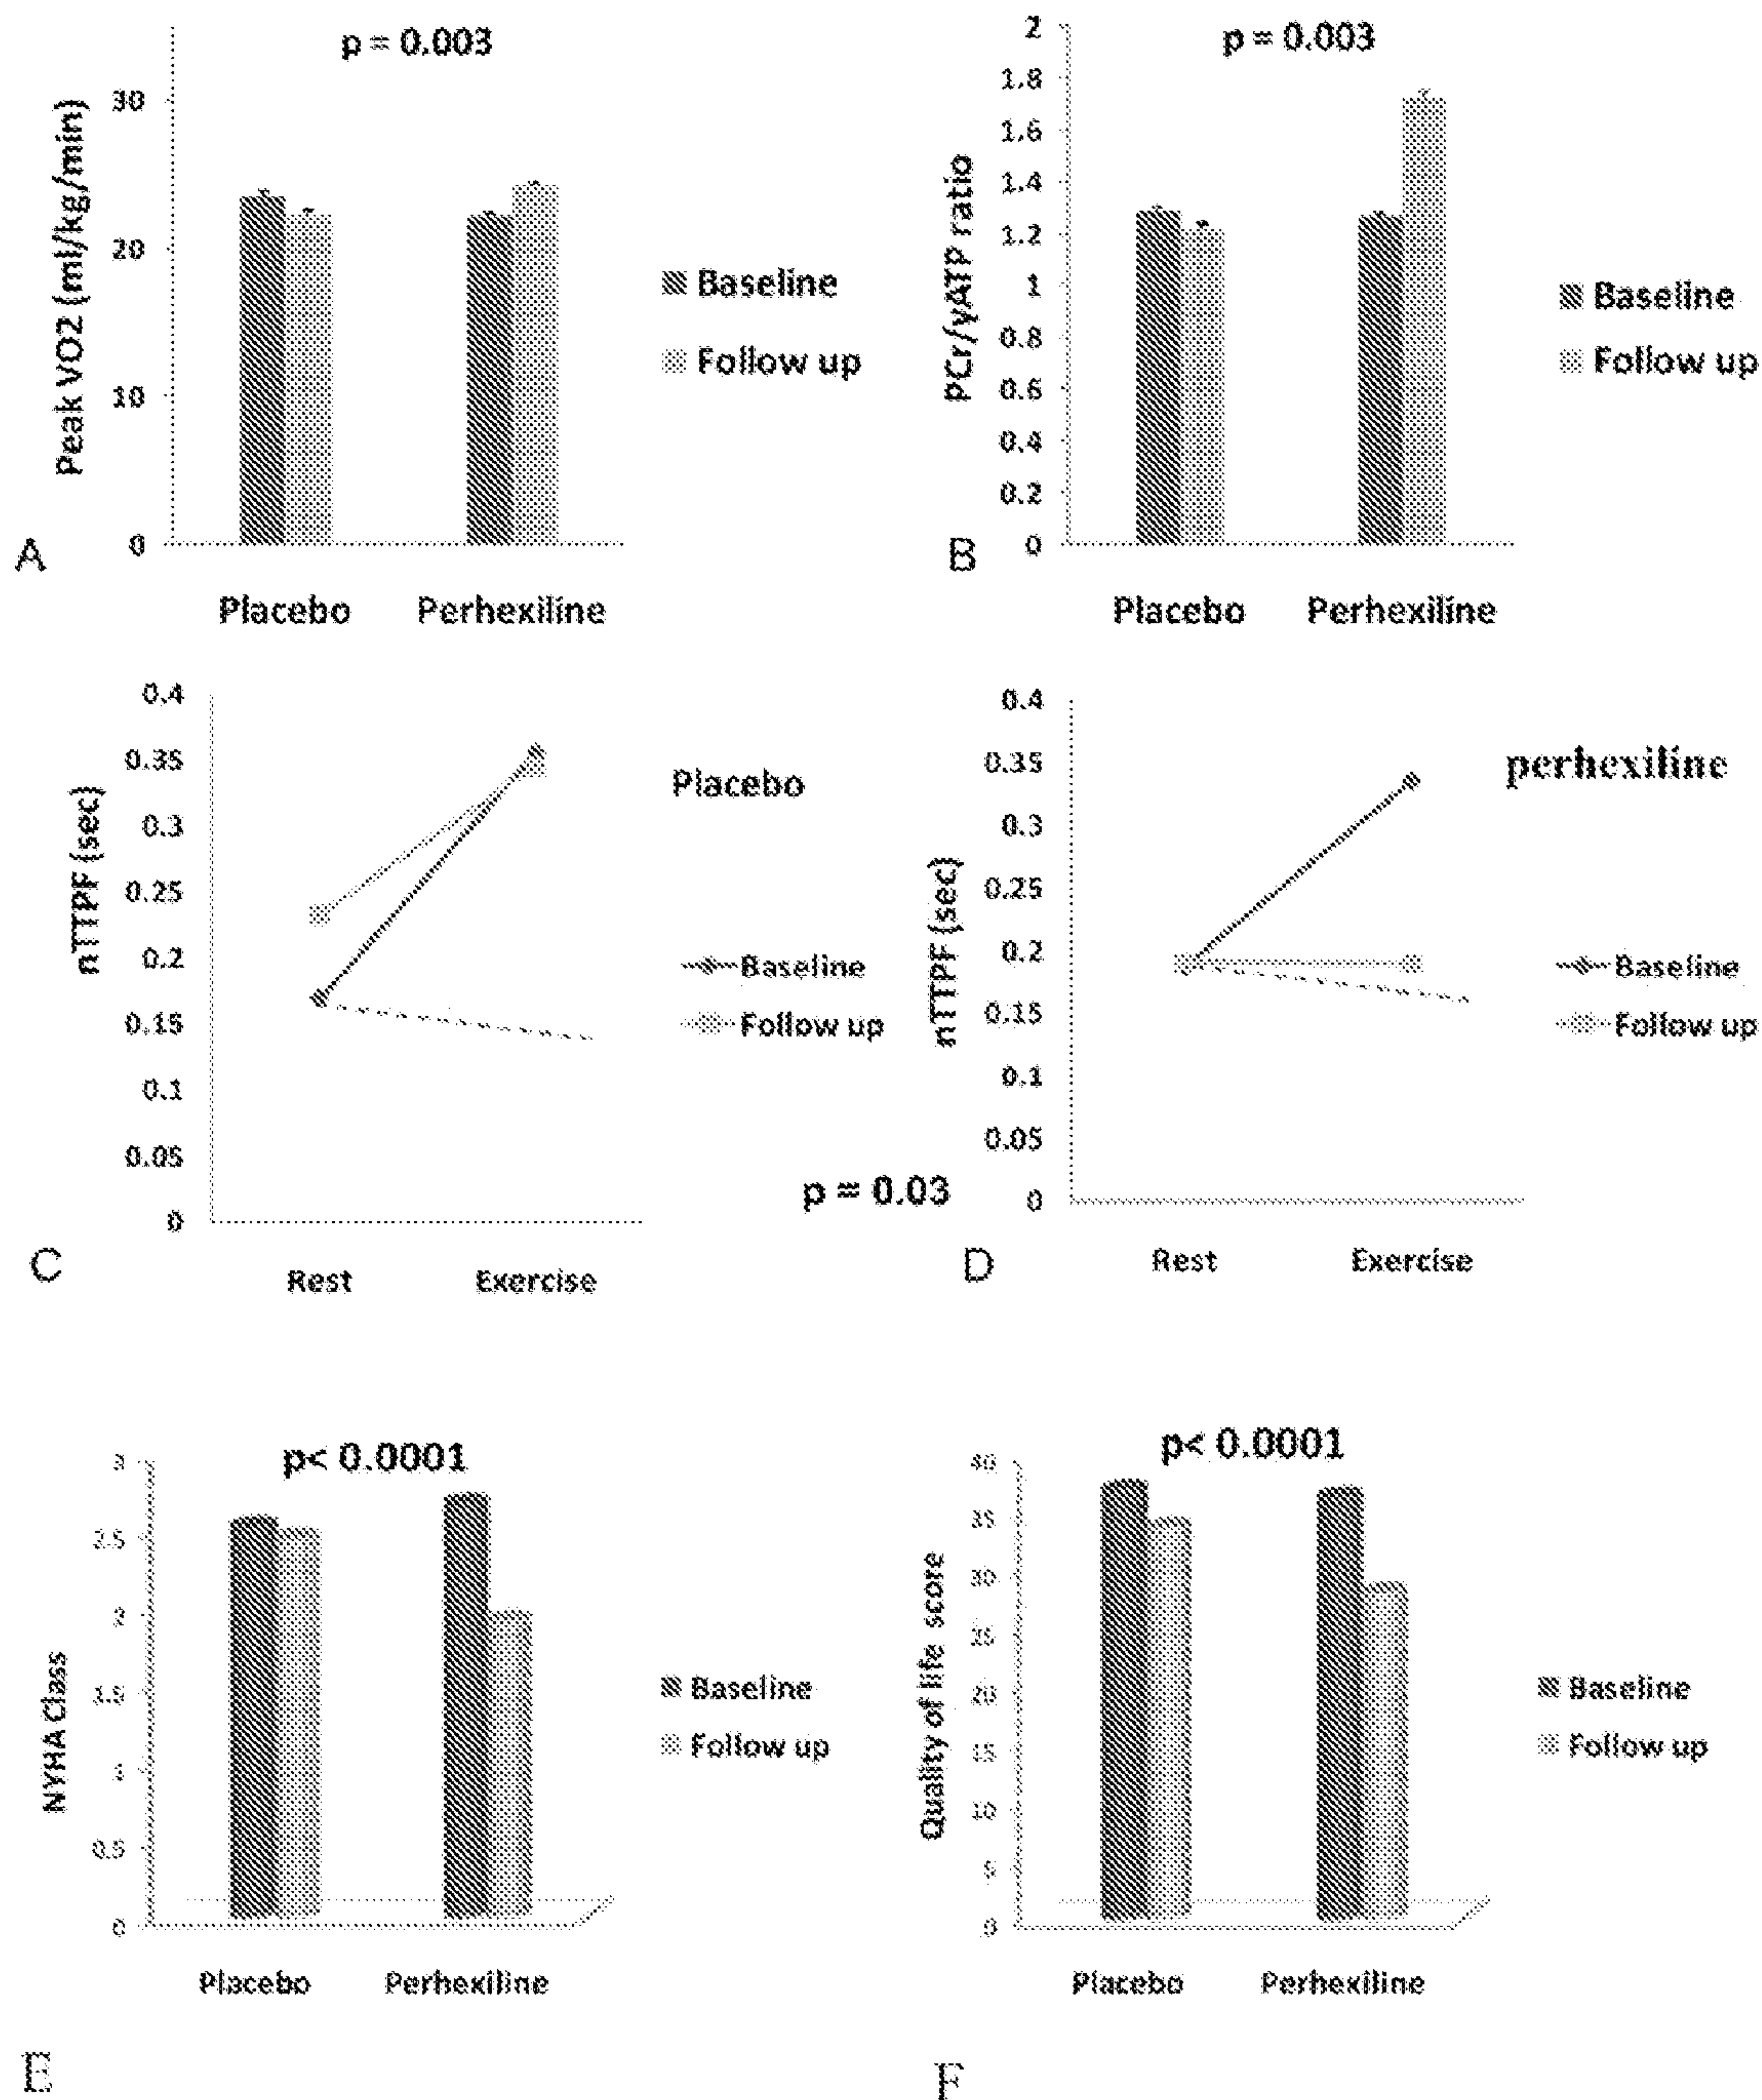 p = 0.003
Peak VO2 (ml/kg/min)
30
20
10
0
Baseline
Follow up
A
Placebo Perhexiline
p = 0.003
PCr/γATP ratio
2
1.8
1.6
1.4
1.2
1
0.8
0.6
0.4
0.2
0
Baseline
Follow up
B
Placebo Perhexiline
nTTPF (sec)
0.4
0.35
0.3
0.25
0.2
0.15
0.1
0.05
0
Placebo
Baseline
Follow up
C
Rest Exercise
p = 0.03
nTTPF (sec)
0.4
0.35
0.3
0.25
0.2
0.15
0.1
0.05
0
perhexiline
Baseline
Follow up
D
Rest Exercise
p< 0.0001
NYHA Class
3
2.5
2
1.5
1
0.5
0
Baseline
Follow up
Placebo Perhexiline
E
p< 0.0001
Quality of life score
40
35
30
25
20
15
10
5
0
Baseline
Follow up
Placebo Perhexiline
F